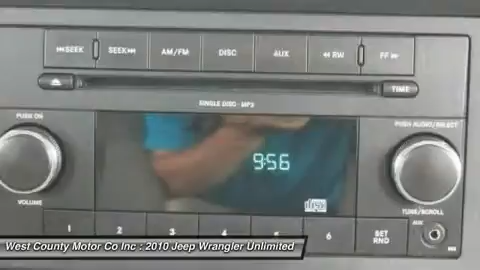 SEEK SEEK AM/FM DISC AUX RW FF
TIME
SINGLE DISC - MP3
PUSH ON
PUSH AUDIO/SELECT
9:56
VOLUME
TUNE/SCROLL
disc
1 2 3 4 5 6 SET
RND
AUX
West County Motor Co Inc : 2010 Jeep Wrangler Unlimited